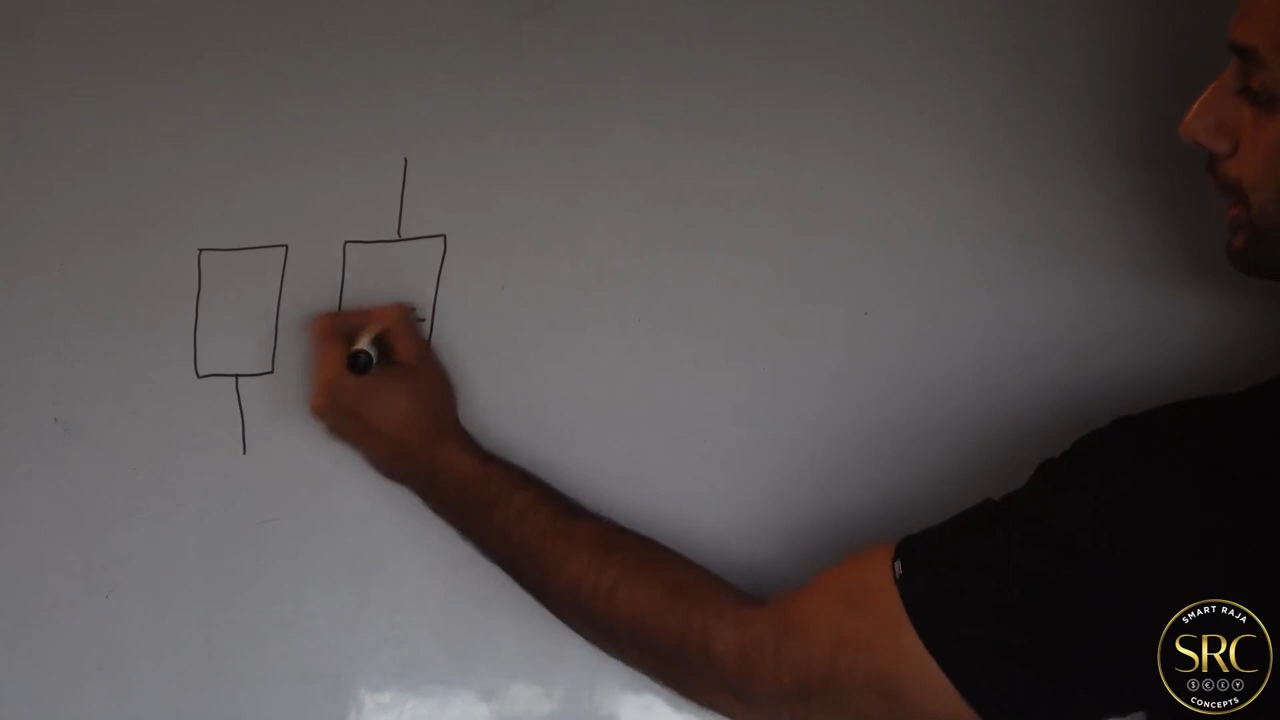 SMART RAJA
SRC
$ € £ ¥
CONCEPTS